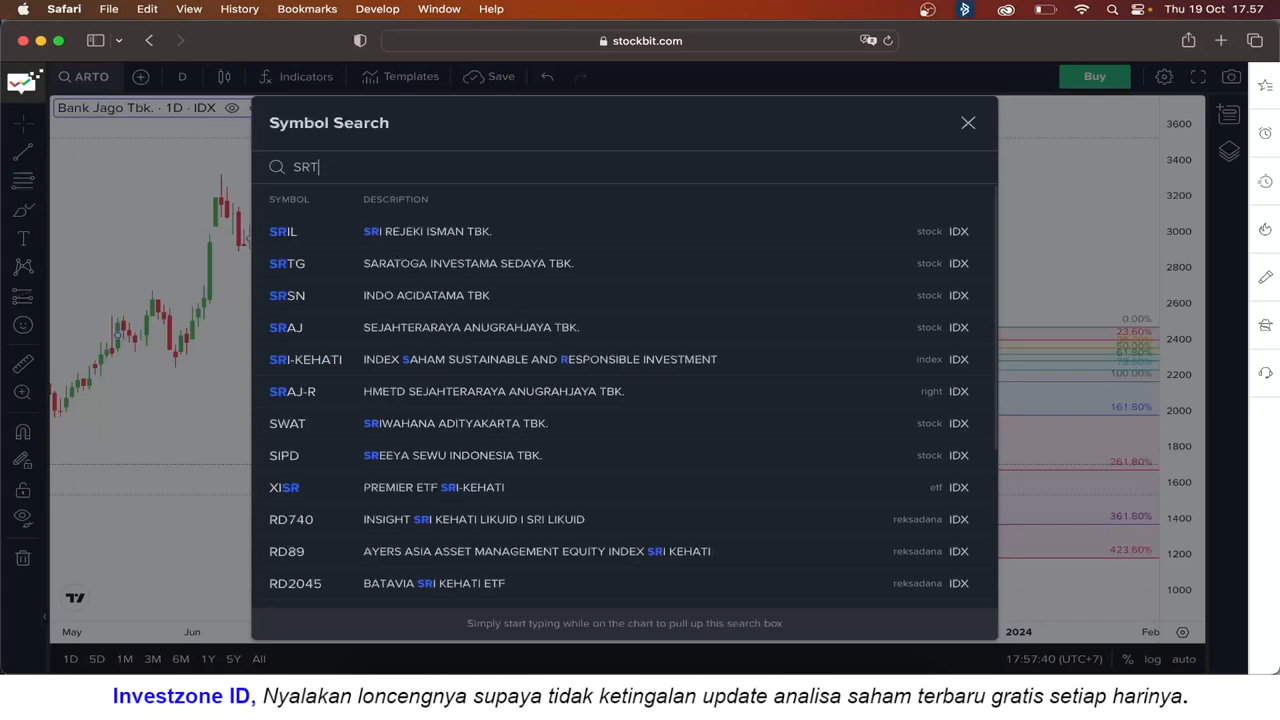 Safari File Edit View History Bookmarks Develop Window Help Thu 19 Oct 17.57
stockbit.com
ARTO D Indicators Templates Save Buy
Bank Jago Tbk. · 1D · IDX
Symbol Search
SRT
SYMBOL DESCRIPTION
SRIL SRI REJEKI ISMAN TBK. stock IDX
SRTG SARATOGA INVESTAMA SEDAYA TBK. stock IDX
SRSN INDO ACIDATAMA TBK stock IDX
SRAJ SEJAHTERARAYA ANUGRAHJAYA TBK. stock IDX
SRI-KEHATI INDEX SAHAM SUSTAINABLE AND RESPONSIBLE INVESTMENT index IDX
SRAJ-R HMETD SEJAHTERARAYA ANUGRAHJAYA TBK. right IDX
SWAT SRIWAHANA ADITYAKARTA TBK. stock IDX
SIPD SREEYA SEWU INDONESIA TBK. stock IDX
XISR PREMIER ETF SRI-KEHATI etf IDX
RD740 INSIGHT SRI KEHATI LIKUID I SRI LIKUID reksadana IDX
RD89 AYERS ASIA ASSET MANAGEMENT EQUITY INDEX SRI KEHATI reksadana IDX
RD2045 BATAVIA SRI KEHATI ETF reksadana IDX
Simply start typing while on the chart to pull up this search box
3600
3400
3200
3000
2800
2600
2400
2200
2000
1800
1600
1400
1200
1000
0.00%
23.60%
61.80%
100.00%
161.80%
261.80%
361.80%
423.60%
May Jun 2024 Feb
1D 5D 1M 3M 6M 1Y 5Y All 17:57:40 (UTC+7) % log auto
Investzone ID, Nyalakan loncengnya supaya tidak ketingalan update analisa saham terbaru gratis setiap harinya.